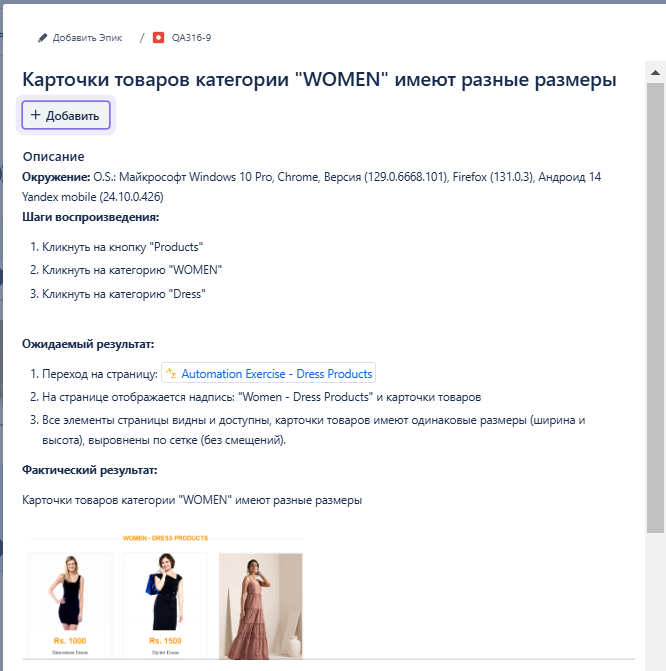 Добавить Эпик / QA316-9
Карточки товаров категории "WOMEN" имеют разные размеры
+ Добавить
Описание
Окружение: O.S.: Майкрософт Windows 10 Pro, Chrome, Версия (129.0.6668.101), Firefox (131.0.3), Андроид 14
Yandex mobile (24.10.0.426)
Шаги воспроизведения:
1. Кликнуть на кнопку "Products"
2. Кликнуть на категорию "WOMEN"
3. Кликнуть на категорию "Dress"
Ожидаемый результат:
1. Переход на страницу: Automation Exercise - Dress Products
2. На странице отображается надпись: "Women - Dress Products" и карточки товаров
3. Все элементы страницы видны и доступны, карточки товаров имеют одинаковые размеры (ширина и
высота), выровнены по сетке (без смещений).
Фактический результат:
Карточки товаров категории "WOMEN" имеют разные размеры
WOMEN - DRESS PRODUCTS
Rs. 1000 Rs. 1500
Sleeveless Dress Stylish Dress